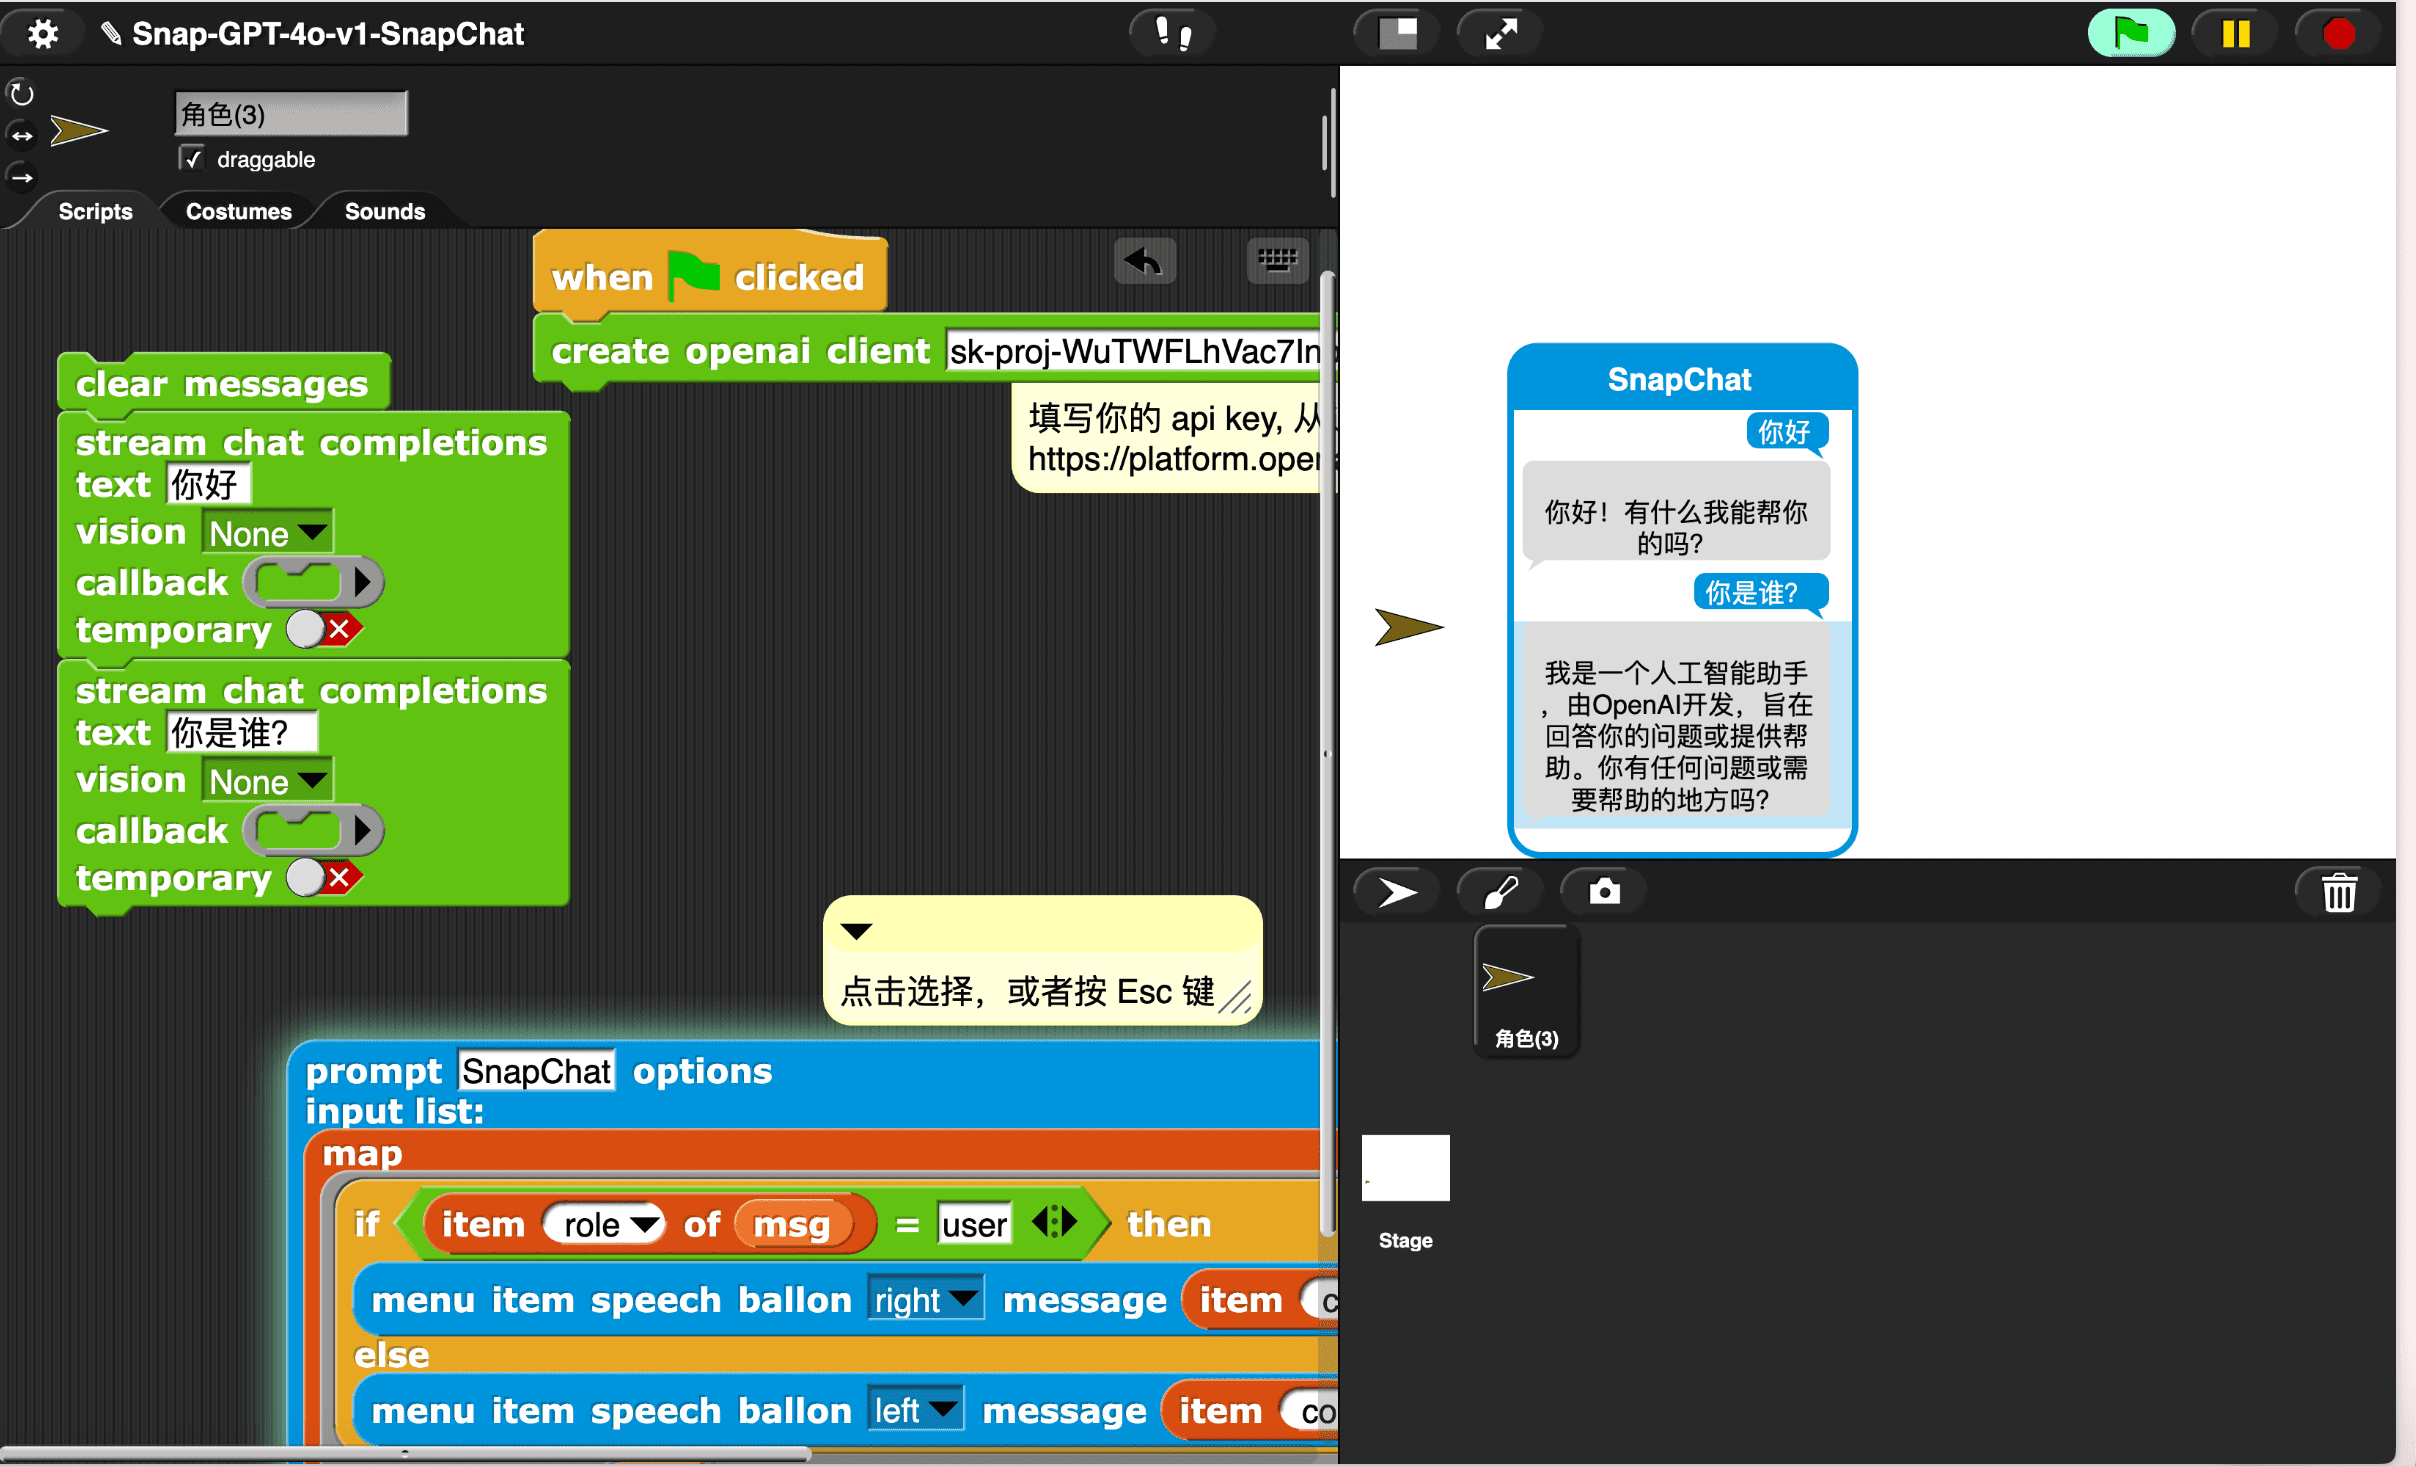 Snap-GPT-4o-v1-SnapChat
角色(3)
draggable
Scripts
Costumes
Sounds
when clicked
create openai client sk-proj-WuTWFLhVac7In
填写你的 api key, 从
https://platform.open
clear messages
stream chat completions
text 你好
vision None
callback
temporary
stream chat completions
text 你是谁？
vision None
callback
temporary
点击选择，或者按 Esc 键
prompt SnapChat options
input list:
map
if item role of msg = user then
menu item speech ballon right message item c
else
menu item speech ballon left message item co
SnapChat
你好
你好！有什么我能帮你
的吗？
你是谁？
我是一个人工智能助手
，由OpenAI开发，旨在
回答你的问题或提供帮
助。你有任何问题或需
要帮助的地方吗？
角色(3)
Stage